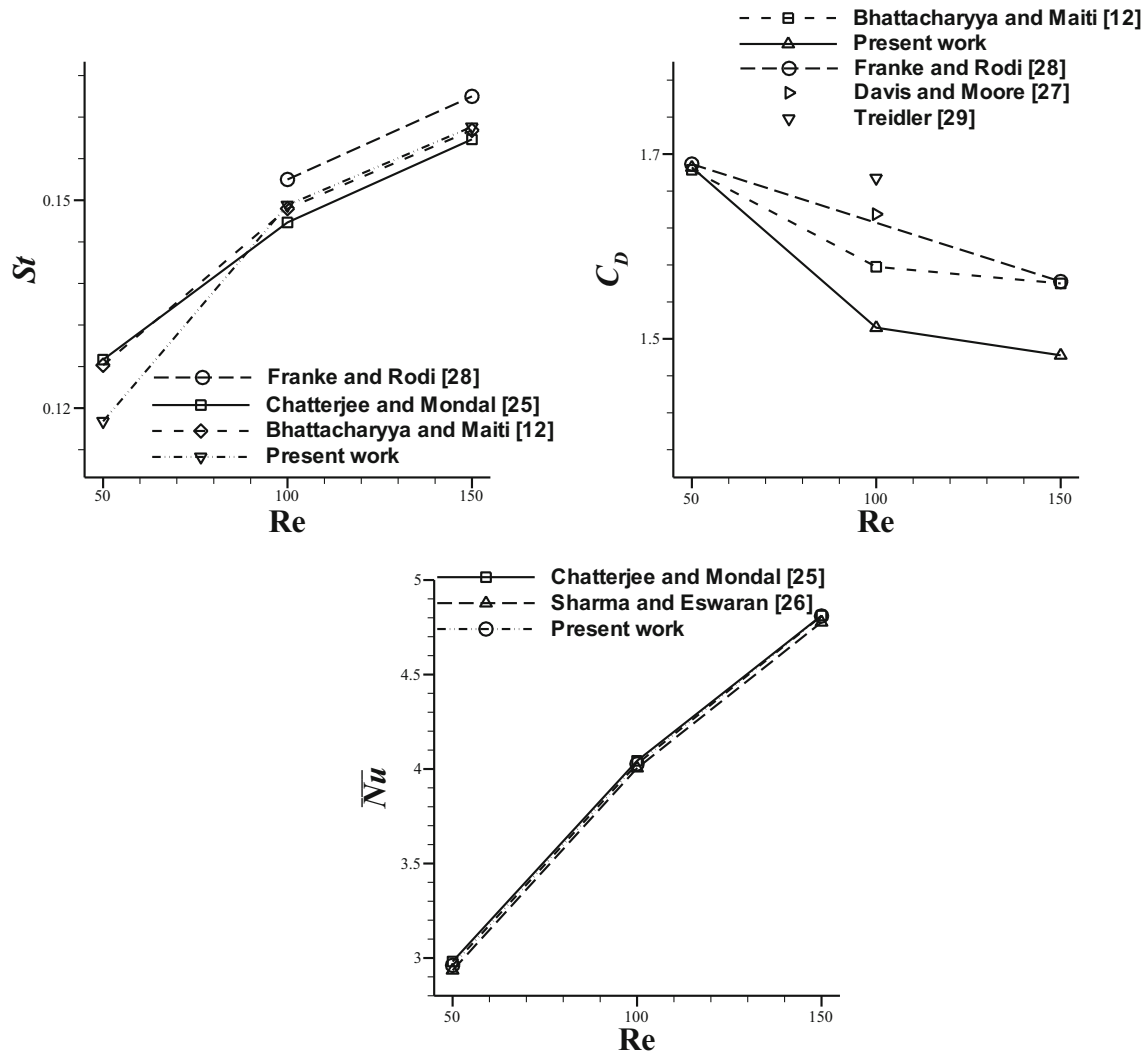 Bhattacharyya and Maiti [12]
Present work
Franke and Rodi [28]
Davis and Moore [27]
Treidler [29]
0.15
0.12
St
Franke and Rodi [28]
Chatterjee and Mondal [25]
Bhattacharyya and Maiti [12]
Present work
50
100
150
Re
1.7
1.5
C_D
50
100
150
Re
Chatterjee and Mondal [25]
Sharma and Eswaran [26]
Present work
5
4.5
4
3.5
3
Nu
50
100
150
Re